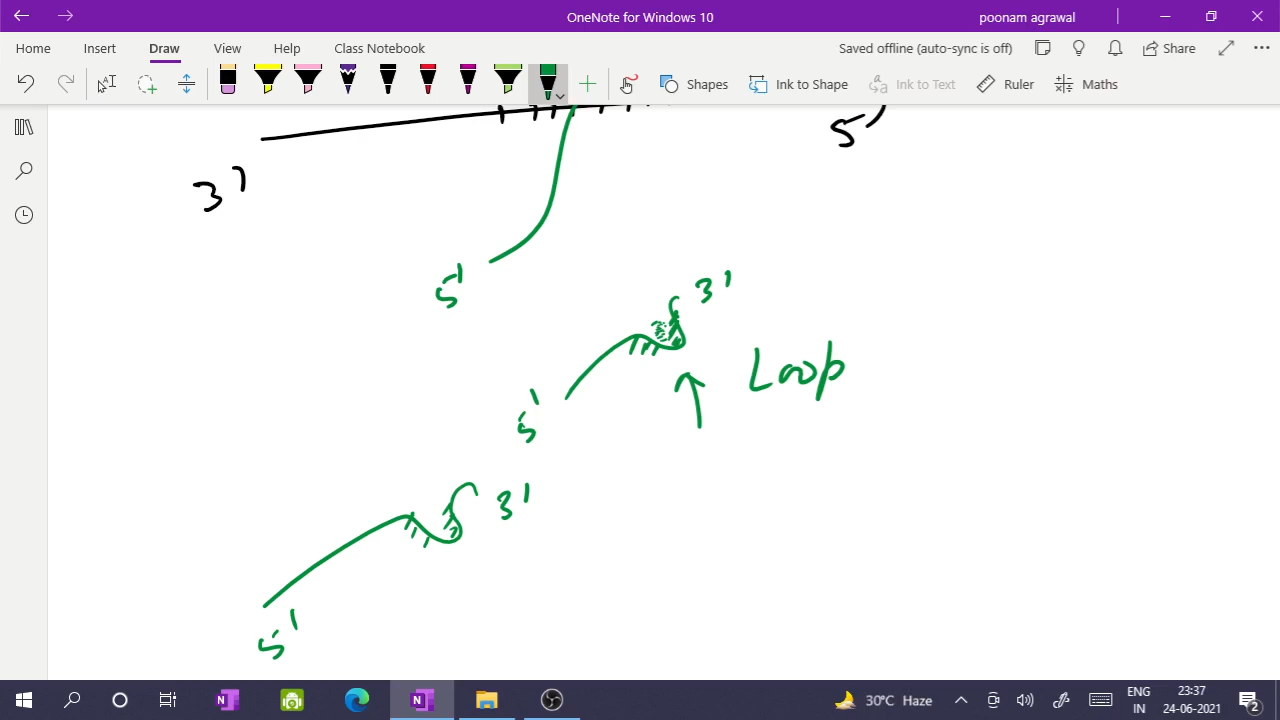 OneNote for Windows 10
poonam agrawal
Home Insert Draw View Help Class Notebook
Saved offline (auto-sync is off)
Share
Shapes
Ink to Shape
Ink to Text
Ruler
Maths
5'
3'
5'
3'
Loop
5'
3'
5'
30°C Haze
ENG
IN
23:37
24-06-2021
2